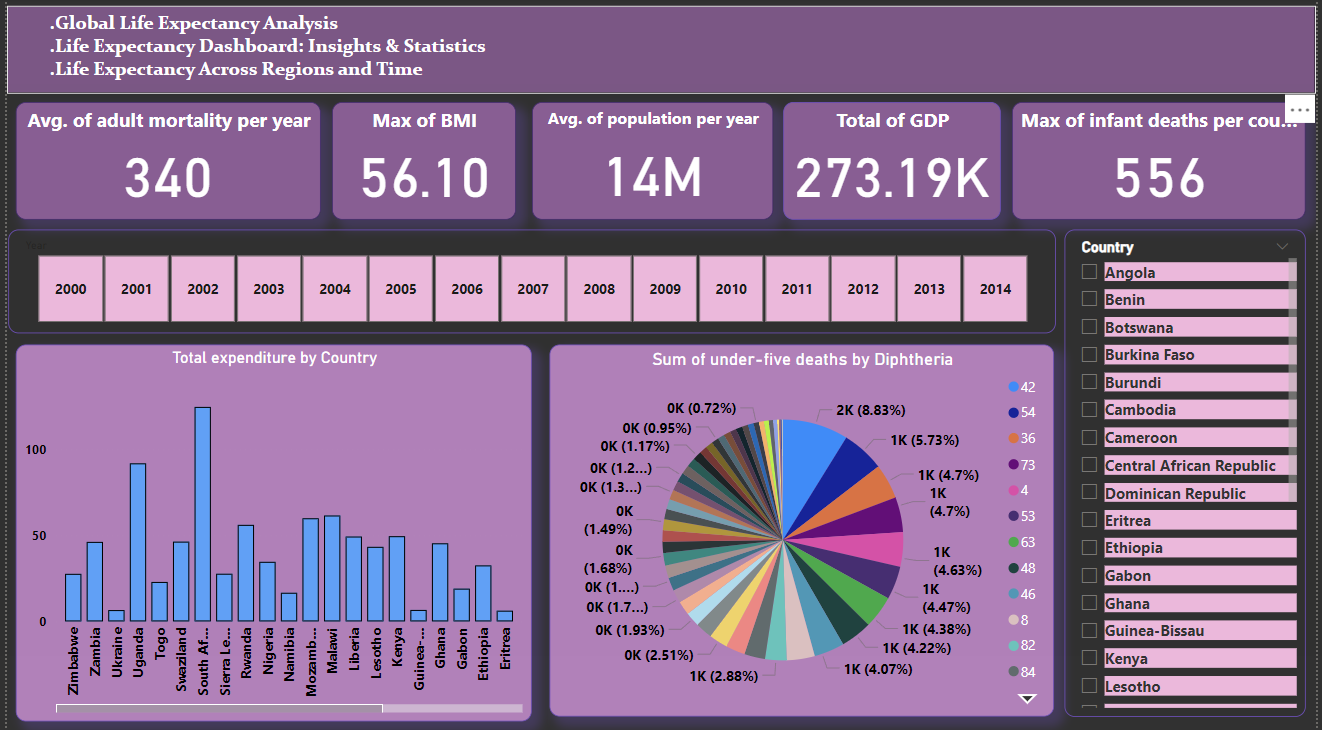 .Global Life Expectancy Analysis
.Life Expectancy Dashboard: Insights & Statistics
.Life Expectancy Across Regions and Time
Avg. of adult mortality per year
340
Max of BMI
56.10
Avg. of population per year
14M
Total of GDP
273.19K
Max of infant deaths per cou...
556
Year
2000 2001 2002 2003 2004 2005 2006 2007 2008 2009 2010 2011 2012 2013 2014
Country
Angola
Benin
Botswana
Burkina Faso
Burundi
Cambodia
Cameroon
Central African Republic
Dominican Republic
Eritrea
Ethiopia
Gabon
Ghana
Guinea-Bissau
Kenya
Lesotho
Total expenditure by Country
100
50
0
Zimbabwe
Zambia
Ukraine
Uganda
Togo
Swaziland
South Af...
Sierra Le...
Rwanda
Nigeria
Namibia
Mozamb...
Malawi
Liberia
Lesotho
Kenya
Guinea-...
Ghana
Gabon
Ethiopia
Eritrea
Sum of under-five deaths by Diphtheria
2K (8.83%)
1K (5.73%)
1K (4.7%)
1K
(4.7%)
1K
(4.63%)
1K
(4.47%)
1K (4.38%)
1K (4.22%)
1K (4.07%)
1K (2.88%)
0K (2.51%)
0K (1.93%)
0K (1.7...)
0K (1....)
0K
(1.68%)
0K
(1.49%)
0K (1.3...)
0K (1.2...)
0K (1.17%)
0K (0.95%)
0K (0.72%)
42
54
36
73
4
53
63
48
46
8
82
84